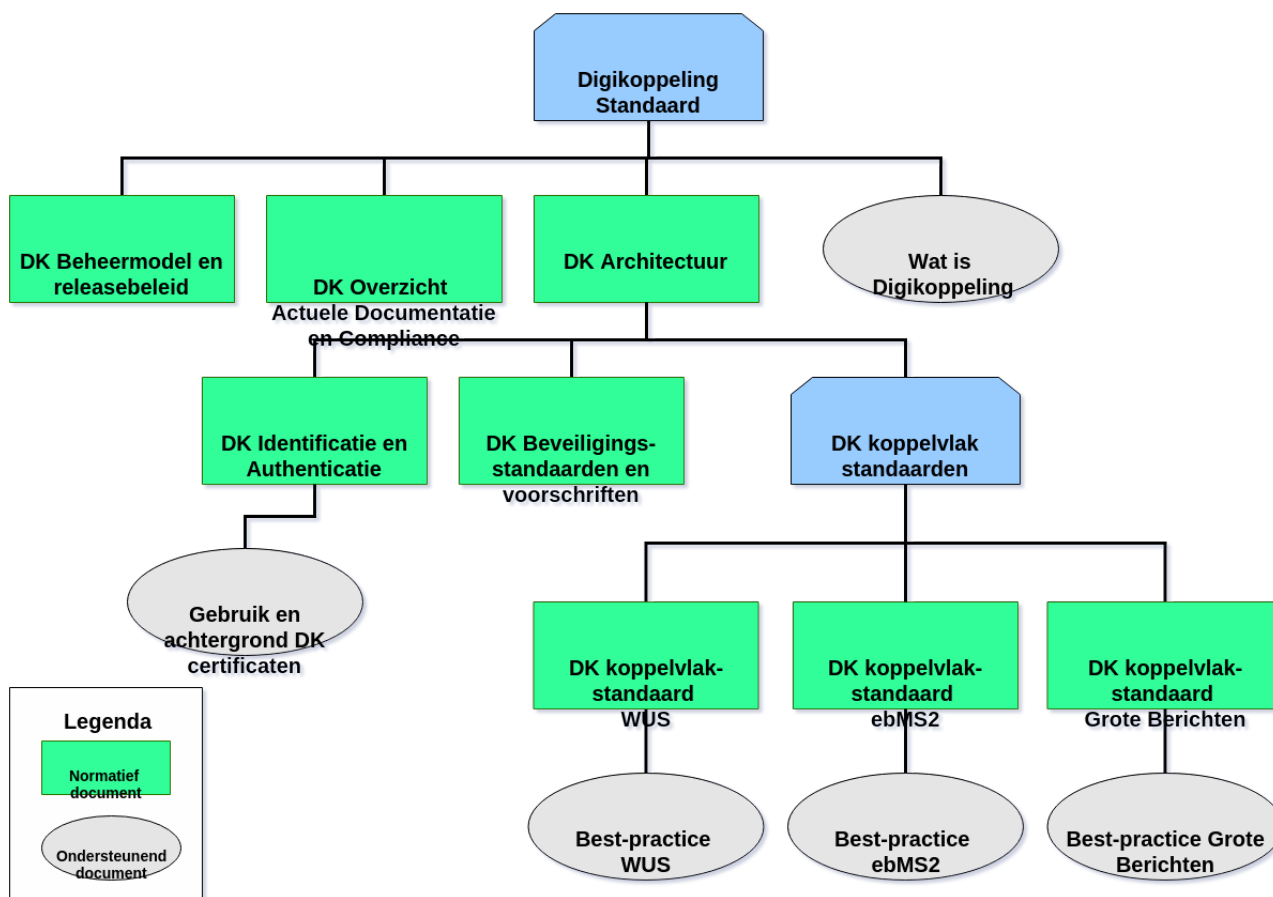 Digikoppeling
Standaard
DK Beheermodel en
releasebeleid
DK Overzicht
Actuele Documentatie
en Compliance
DK Architectuur
Wat is
Digikoppeling
DK Identificatie en
Authenticatie
DK Beveiligings-
standaarden en
voorschriften
DK koppelvlak
standaarden
Gebruik en
achtergrond DK
certificaten
DK koppelvlak-
standaard
WUS
DK koppelvlak-
standaard
ebMS2
DK koppelvlak-
standaard
Grote Berichten
Best-practice
WUS
Best-practice
ebMS2
Best-practice Grote
Berichten
Legenda
Normatief
document
Ondersteunend
document